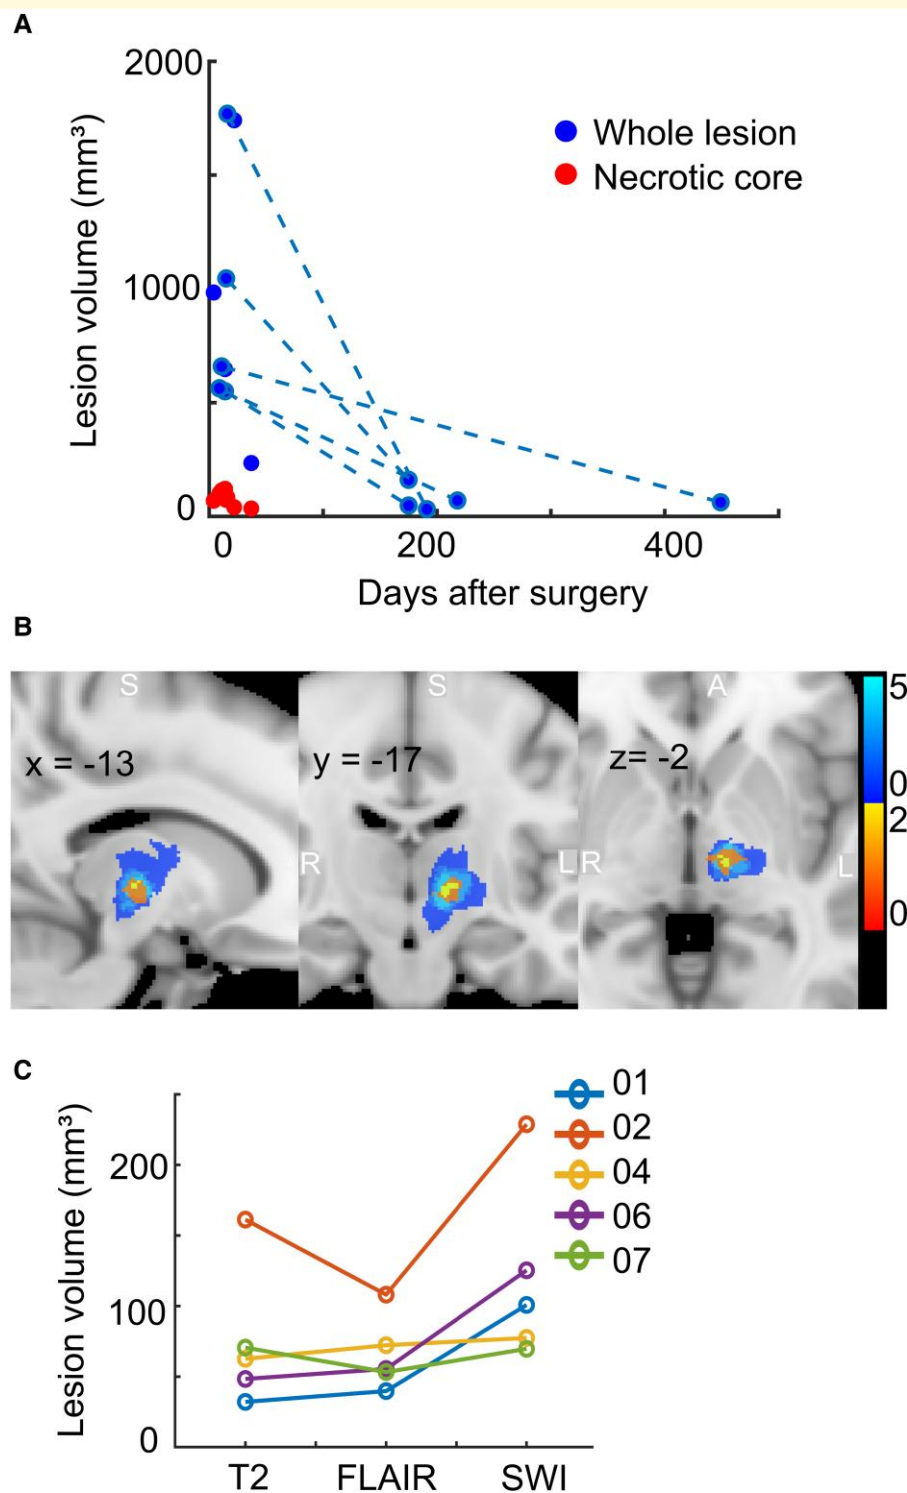 A
2000
1000
0
Lesion volume (mm³)
Whole lesion
Necrotic core
0 200 400
Days after surgery
B
S S A
x = -13 y = -17 z= -2
R L R L
5
0
2
0
C
Lesion volume (mm³)
200
100
0
01
02
04
06
07
T2 FLAIR SWI